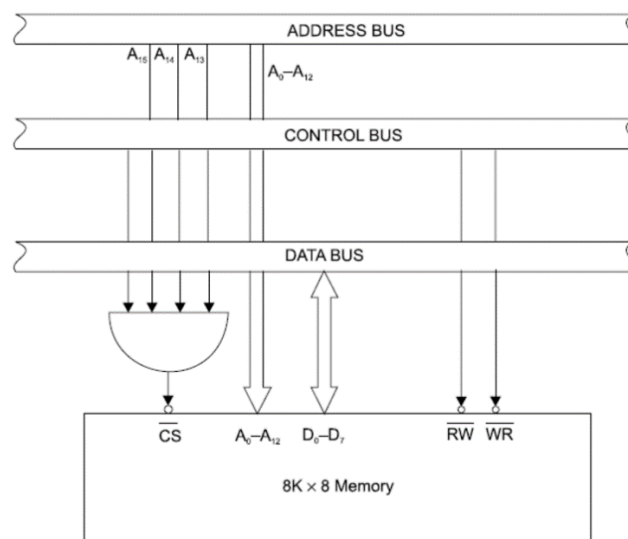 ADDRESS BUS
A15 A14 A13
A0–A12
CONTROL BUS
DATA BUS
CS A0–A12 D0–D7 RW WR
8K × 8 Memory